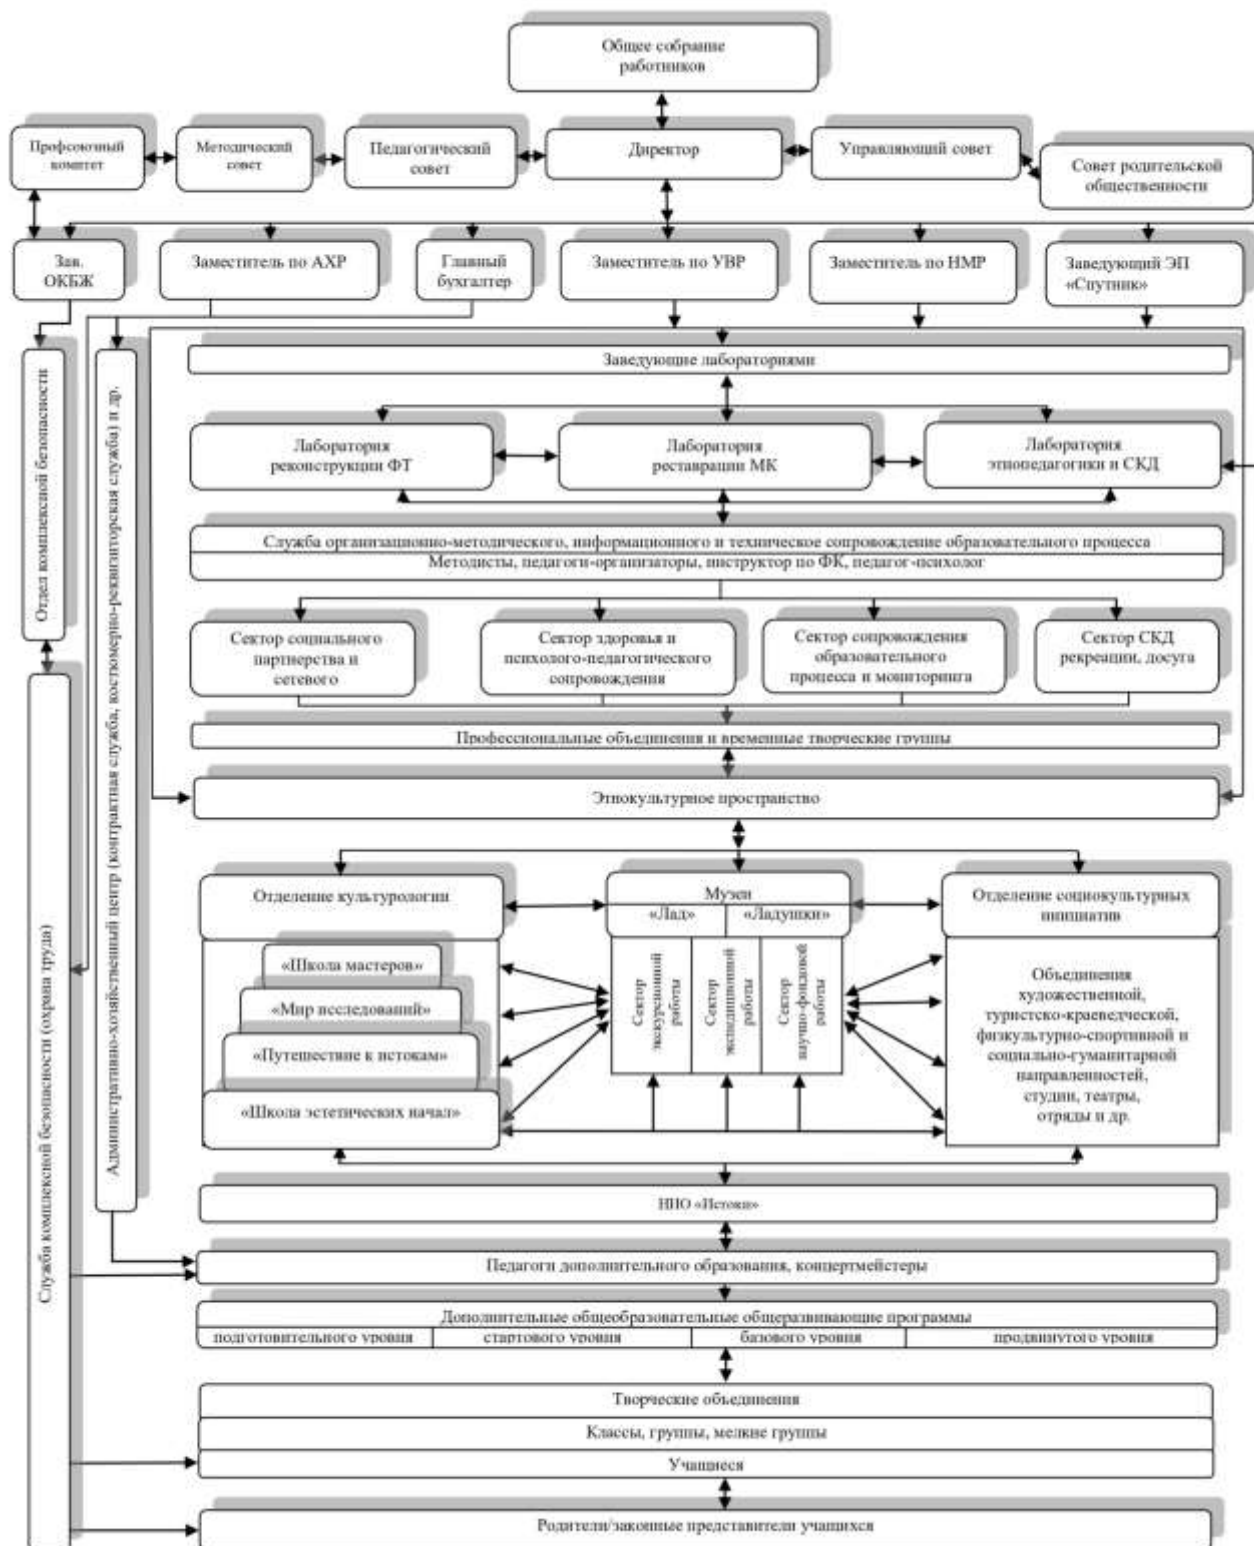 Общее собрание
работников
Профсоюзный
комитет
Методический
совет
Педагогический
совет
Директор
Управляющий совет
Совет родительской
общественности
Зав.
ОКБЖ
Заместитель по АХР
Главный
бухгалтер
Заместитель по УВР
Заместитель по НМР
Заведующий ЭП
«Спутник»
Отдел комплексной безопасности
Административно-хозяйственный центр (контрактная служба, костюмерно-реквизиторская служба) и др.
Заведующие лабораториями
Лаборатория
реконструкции ФТ
Лаборатория
реставрации МК
Лаборатория
этнопедагогики и СКД
Служба организационно-методического, информационного и техническое сопровождение образовательного процесса
Методисты, педагоги-организаторы, инструктор по ФК, педагог-психолог
Сектор социального
партнерства и
сетевого
Сектор здоровья и
психолого-педагогического
сопровождения
Сектор сопровождения
образовательного
процесса и мониторинга
Сектор СКД
рекреации, досуга
Служба комплексной безопасности (охрана труда)
Профессиональные объединения и временные творческие группы
Этнокультурное пространство
Отделение культурологии
Музеи
«Лад»
«Ладушки»
Отделение социокультурных
инициатив
«Школа мастеров»
«Мир исследований»
«Путешествие к истокам»
«Школа эстетических начал»
Сектор
экскурсионной
работы
Сектор
экспедиционной
работы
Сектор
научно-фондовой
работы
Объединения
художественной,
туристско-краеведческой,
физкультурно-спортивной и
социально-гуманитарной
направленностей,
студии, театры,
отряды и др.
«Истоки»
Педагоги дополнительного образования, концертмейстеры
Дополнительные общеобразовательные общеразвивающие программы
подготовительного уровня
стартового уровня
базового уровня
продвинутого уровня
Творческие объединения
Классы, группы, мелкие группы
Учащиеся
Родители/законные представители учащихся